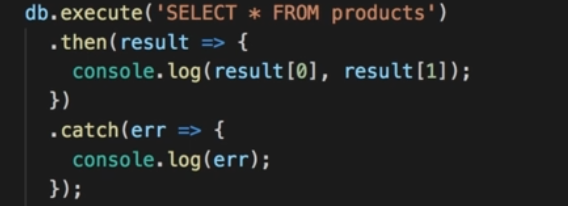 db.execute('SELECT * FROM products')
  .then(result => {
    console.log(result[0], result[1]);
  })
  .catch(err => {
    console.log(err);
  });